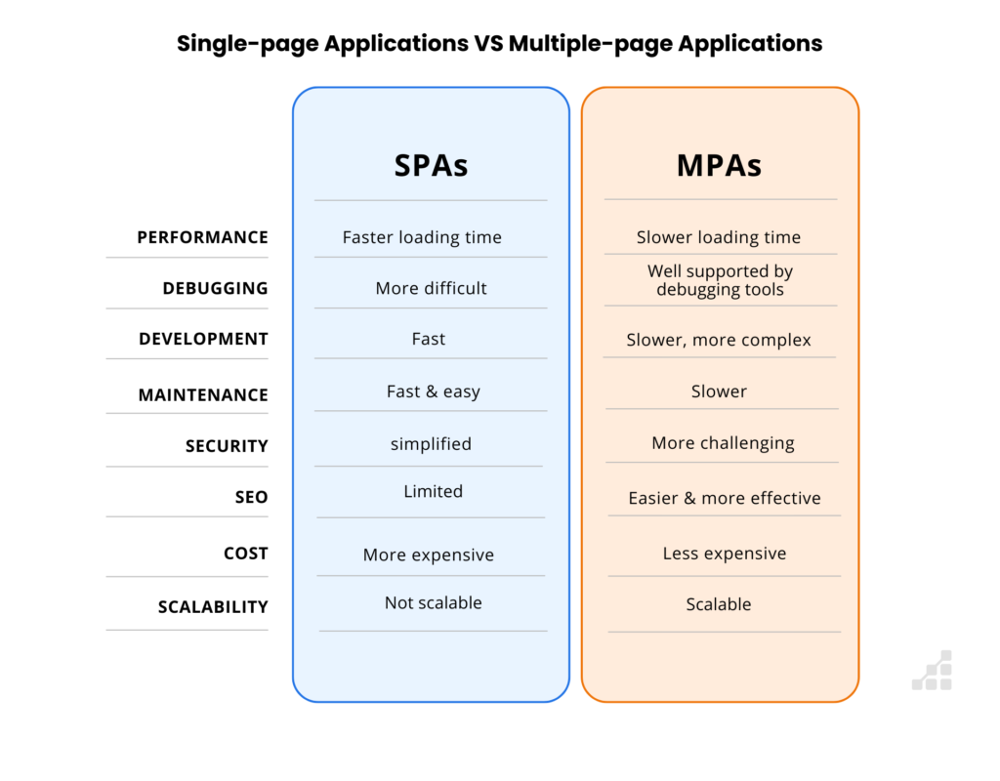 Single-page Applications VS Multiple-page Applications
SPAs
MPAs
PERFORMANCE
Faster loading time
Slower loading time
DEBUGGING
More difficult
Well supported by
debugging tools
DEVELOPMENT
Fast
Slower, more complex
MAINTENANCE
Fast & easy
Slower
SECURITY
simplified
More challenging
SEO
Limited
Easier & more effective
COST
More expensive
Less expensive
SCALABILITY
Not scalable
Scalable